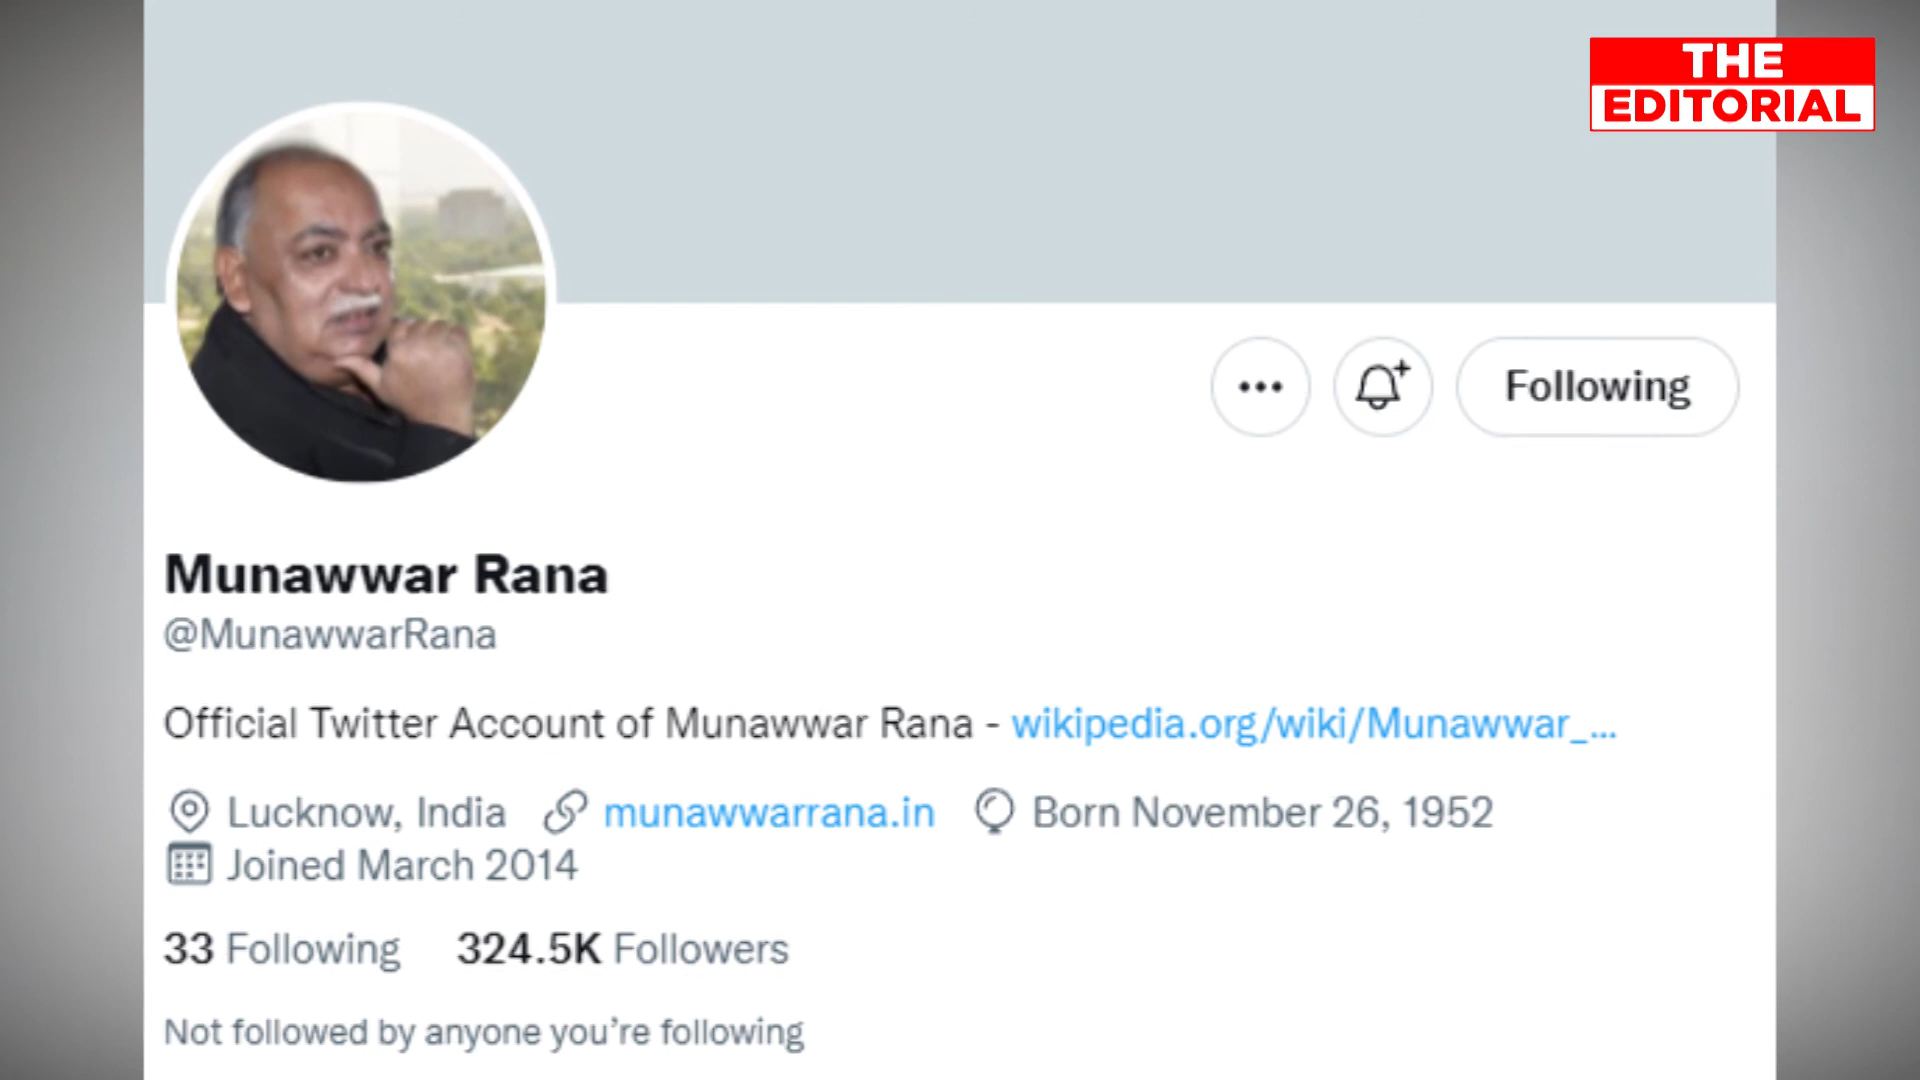 THE
EDITORIAL
Following
Munawwar Rana
@MunawwarRana
Official Twitter Account of Munawwar Rana - wikipedia.org/wiki/Munawwar_...
Lucknow, India munawwarrana.in Born November 26, 1952
Joined March 2014
33 Following 324.5K Followers
Not followed by anyone you're following